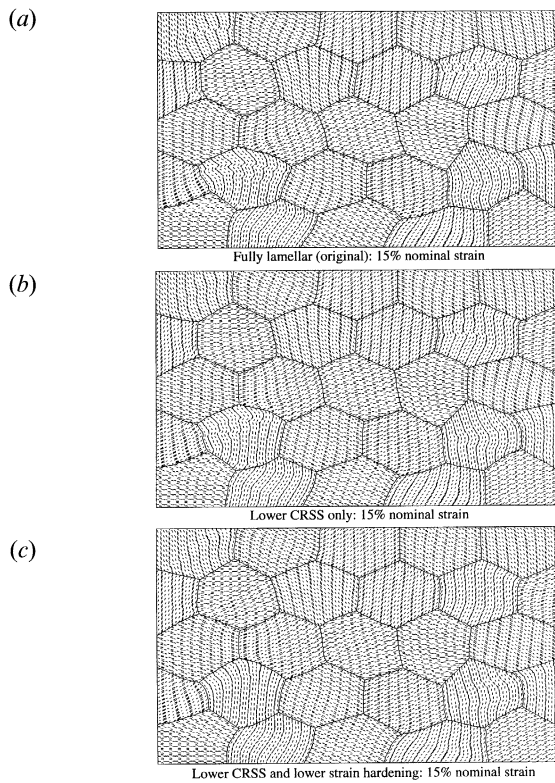 (a)
Fully lamellar (original): 15% nominal strain
(b)
Lower CRSS only: 15% nominal strain
(c)
Lower CRSS and lower strain hardening: 15% nominal strain